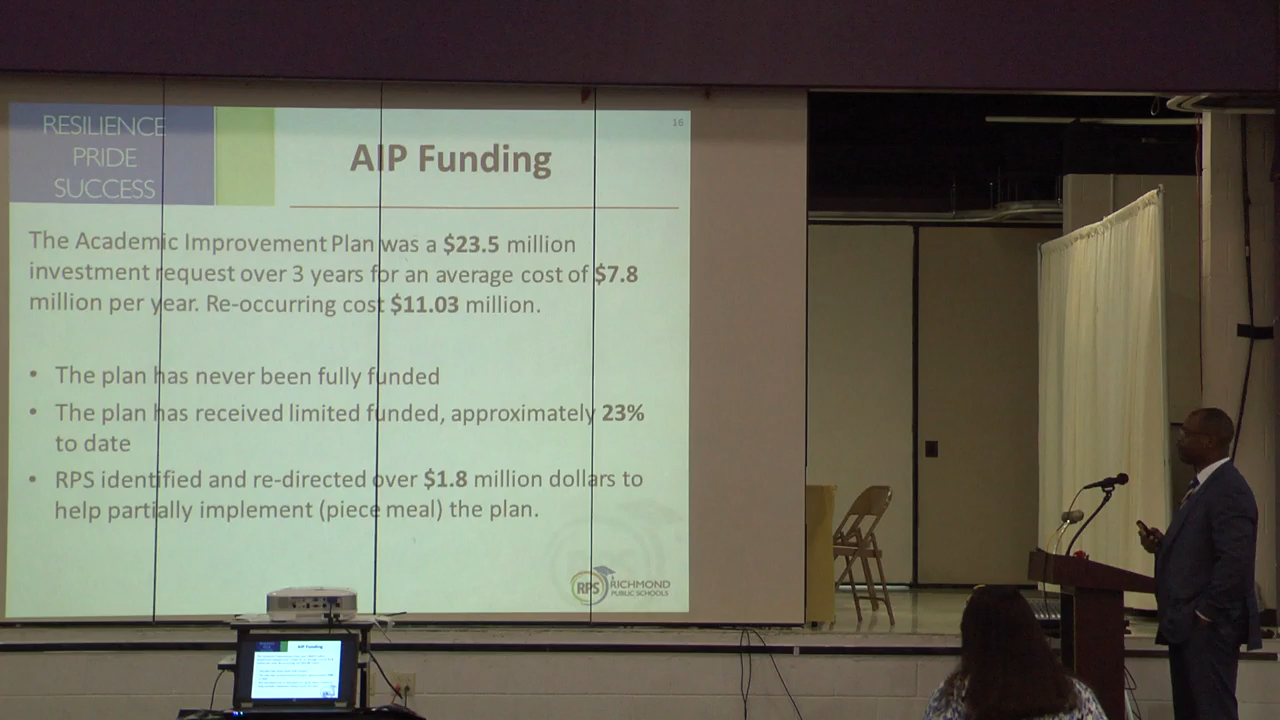 RESILIENCE
PRIDE
SUCCESS
16
AIP Funding
The Academic Improvement Plan was a $23.5 million
investment request over 3 years for an average cost of $7.8
million per year. Re-occurring cost $11.03 million.
• The plan has never been fully funded
• The plan has received limited funded, approximately 23%
to date
• RPS identified and re-directed over $1.8 million dollars to
help partially implement (piece meal) the plan.
RPS
RICHMOND
PUBLIC SCHOOLS
AIP Funding